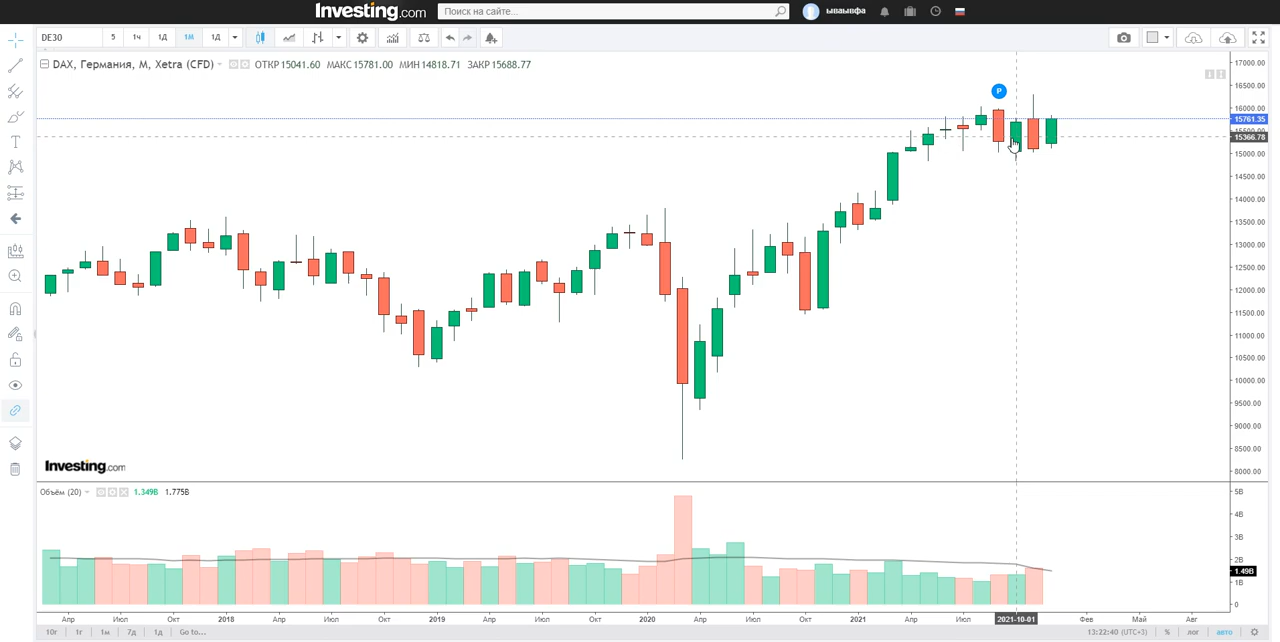 Investing.com
Поиск на сайте...
ываывфа
DE30
5 1ч 1Д 1М 1Д
DAX, Германия, M, Xetra (CFD) ОТКР 15041.60 МАКС 15781.00 МИН 14818.71 ЗАКР 15688.77
P
17000.00
16500.00
16000.00
15761.35
15500.00
15366.78
15000.00
14500.00
14000.00
13500.00
13000.00
12500.00
12000.00
11500.00
11000.00
10500.00
10000.00
9500.00
9000.00
8500.00
8000.00
Investing.com
Объём (20) 1.349B 1.775B
5B
4B
3B
2B
1.49B
1B
0
Апр Июл Окт 2018 Апр Июл Окт 2019 Апр Июл Окт 2020 Апр Июл Окт 2021 Апр Июл 2021-10-01 Фев Май Авг
10г 1г 1м 7д 1д Go to... 13:22:40 (UTC+3) % лог авто